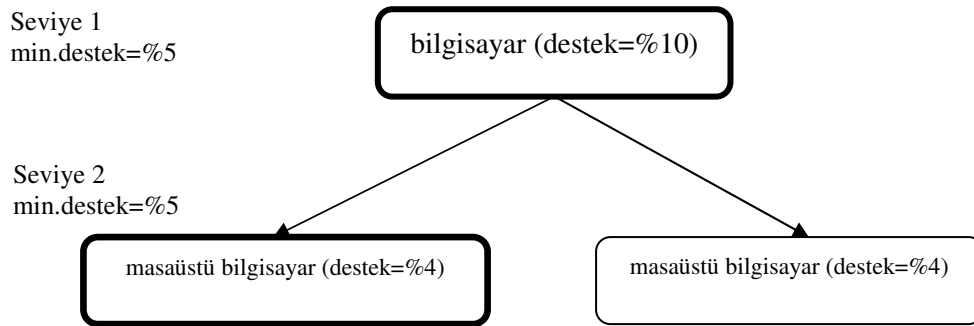 Seviye 1
min.destek=%5
bilgisayar (destek=%10)
Seviye 2
min.destek=%5
masaüstü bilgisayar (destek=%4)
masaüstü bilgisayar (destek=%4)